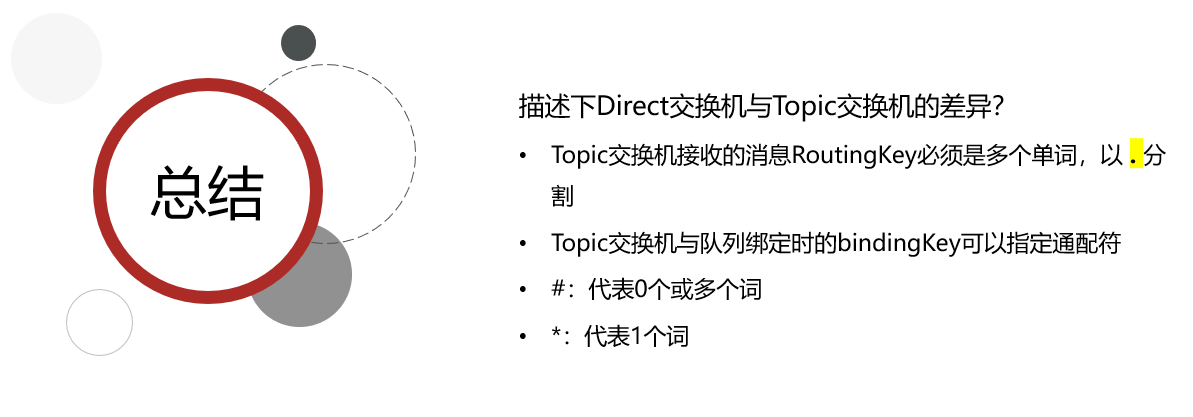 总结
描述下Direct交换机与Topic交换机的差异?
• Topic交换机接收的消息RoutingKey必须是多个单词，以 . 分
割
• Topic交换机与队列绑定时的bindingKey可以指定通配符
• #：代表0个或多个词
• *：代表1个词